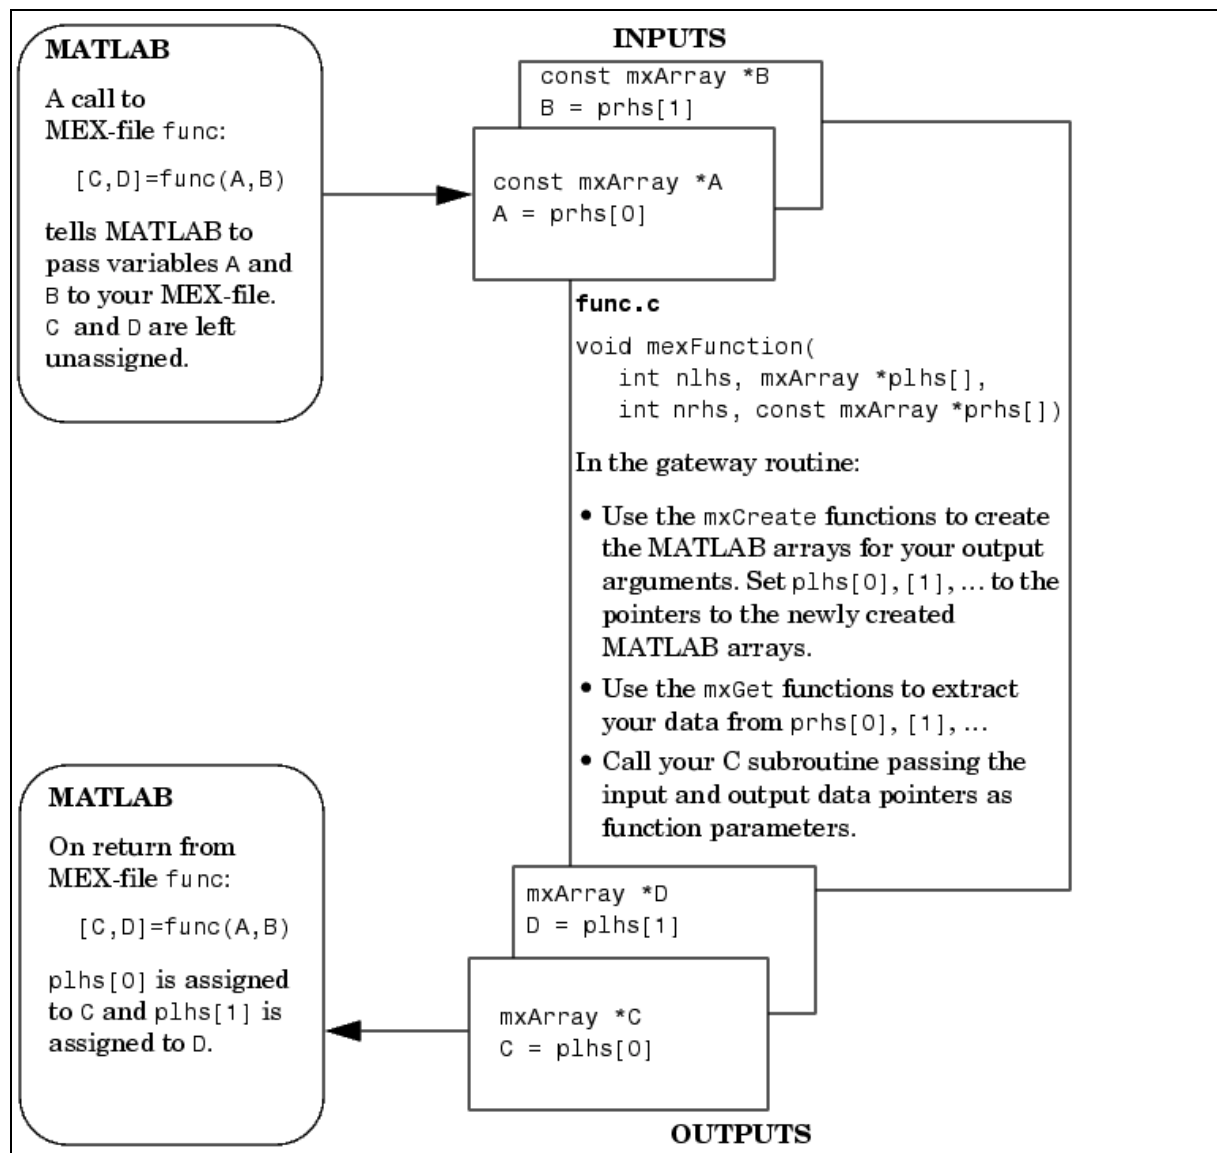 MATLAB
A call to
MEX-file func:
[C,D]=func(A,B)
tells MATLAB to
pass variables A and
B to your MEX-file.
C and D are left
unassigned.
INPUTS
const mxArray *B
B = prhs[1]
const mxArray *A
A = prhs[0]
func.c
void mexFunction(
int nlhs, mxArray *plhs[],
int nrhs, const mxArray *prhs[])
In the gateway routine:
• Use the mxCreate functions to create
the MATLAB arrays for your output
arguments. Set plhs[0], [1], ... to the
pointers to the newly created
MATLAB arrays.
• Use the mxGet functions to extract
your data from prhs[0], [1], ...
• Call your C subroutine passing the
input and output data pointers as
function parameters.
MATLAB
On return from
MEX-file func:
[C,D]=func(A,B)
plhs[0] is assigned
to C and plhs[1] is
assigned to D.
mxArray *D
D = plhs[1]
mxArray *C
C = plhs[0]
OUTPUTS